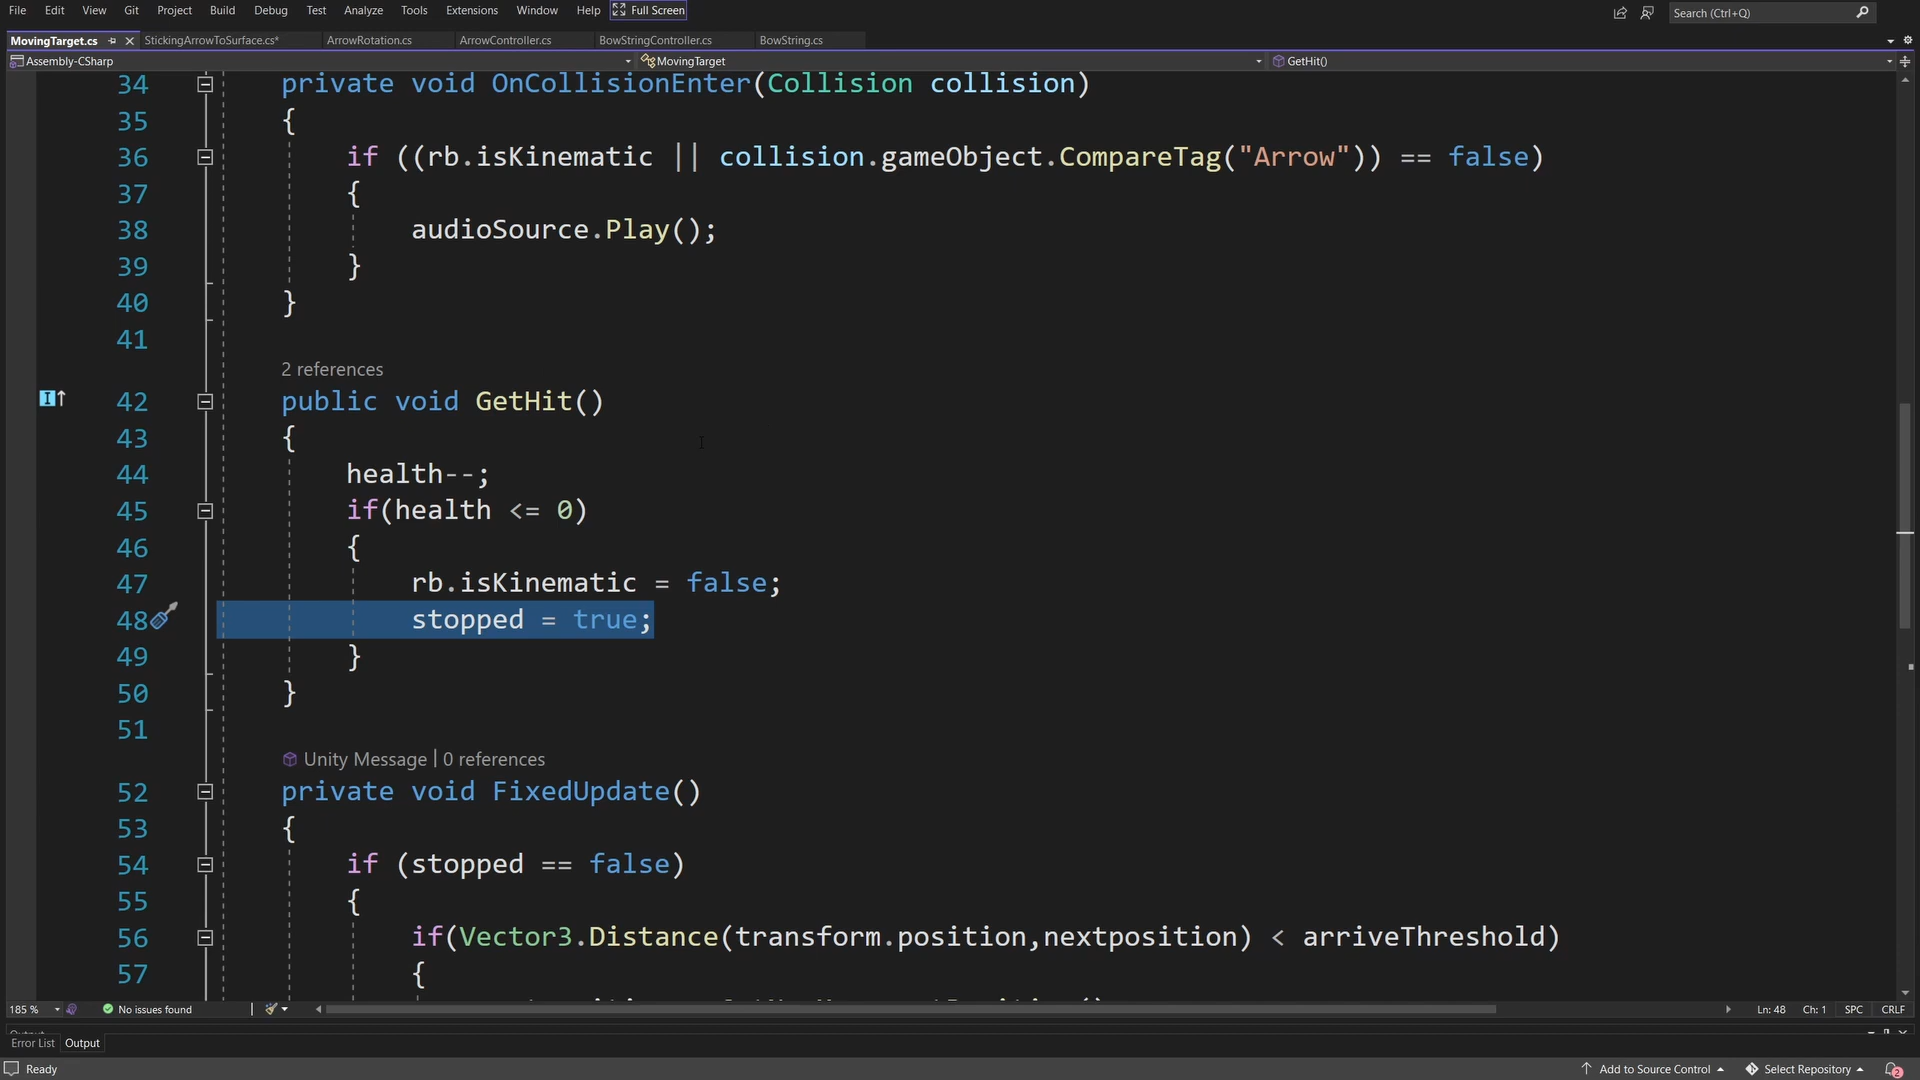 File Edit View Git Project Build Debug Test Analyze Tools Extensions Window Help Full Screen Search (Ctrl+Q)
MovingTarget.cs StickingArrowToSurface.cs* ArrowRotation.cs ArrowController.cs BowStringController.cs BowString.cs
Assembly-CSharp MovingTarget GetHit()
34 private void OnCollisionEnter(Collision collision)
35 {
36 if ((rb.isKinematic || collision.gameObject.CompareTag("Arrow")) == false)
37 {
38 audioSource.Play();
39 }
40 }
41
2 references
42 public void GetHit()
43 {
44 health--;
45 if(health <= 0)
46 {
47 rb.isKinematic = false;
48 stopped = true;
49 }
50 }
51
Unity Message | 0 references
52 private void FixedUpdate()
53 {
54 if (stopped == false)
55 {
56 if(Vector3.Distance(transform.position,nextposition) < arriveThreshold)
57 {
185 % No issues found Ln: 48 Ch: 1 SPC CRLF
Output
Error List Output
Ready Add to Source Control Select Repository 2